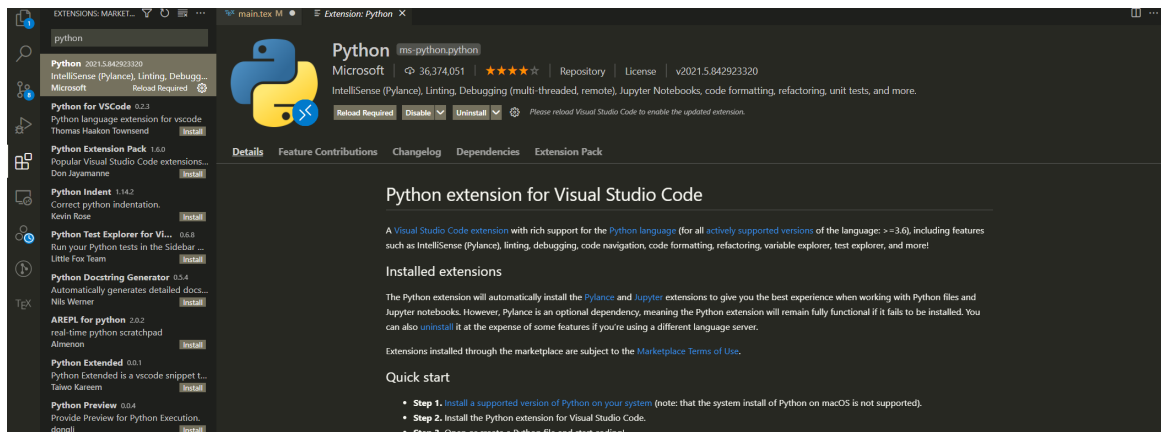 EXTENSIONS: MARKET...
python
Python 2021.5.842923320
IntelliSense (Pylance), Linting, Debugg...
Microsoft Reload Required
Python for VSCode 0.2.3
Python language extension for vscode
Thomas Haakon Townsend Install
Python Extension Pack 1.6.0
Popular Visual Studio Code extensions...
Don Jayamanne Install
Python Indent 1.14.2
Correct python indentation.
Kevin Rose Install
Python Test Explorer for Vi... 0.6.8
Run your Python tests in the Sidebar ...
Little Fox Team Install
Python Docstring Generator 0.5.4
Automatically generates detailed docs...
Nils Werner Install
AREPL for python 2.0.2
real-time python scratchpad
Almenon Install
Python Extended 0.0.1
Python Extended is a vscode snippet t...
Taiwo Kareem Install
Python Preview 0.0.4
Provide Preview for Python Execution.
dongli Install
1
8
TEX
main.tex M
Extension: Python
Python ms-python.python
Microsoft 36,374,051 Repository License v2021.5.842923320
IntelliSense (Pylance), Linting, Debugging (multi-threaded, remote), Jupyter Notebooks, code formatting, refactoring, unit tests, and more.
Reload Required Disable Uninstall Please reload Visual Studio Code to enable the updated extension.
Details Feature Contributions Changelog Dependencies Extension Pack
Python extension for Visual Studio Code
A Visual Studio Code extension with rich support for the Python language (for all actively supported versions of the language: >=3.6), including features
such as IntelliSense (Pylance), linting, debugging, code navigation, code formatting, refactoring, variable explorer, test explorer, and more!
Installed extensions
The Python extension will automatically install the Pylance and Jupyter extensions to give you the best experience when working with Python files and
Jupyter notebooks. However, Pylance is an optional dependency, meaning the Python extension will remain fully functional if it fails to be installed. You
can also uninstall it at the expense of some features if you're using a different language server.
Extensions installed through the marketplace are subject to the Marketplace Terms of Use.
Quick start
• Step 1. Install a supported version of Python on your system (note: that the system install of Python on macOS is not supported).
• Step 2. Install the Python extension for Visual Studio Code.
• Step 3. Open or create a Python file and start coding!